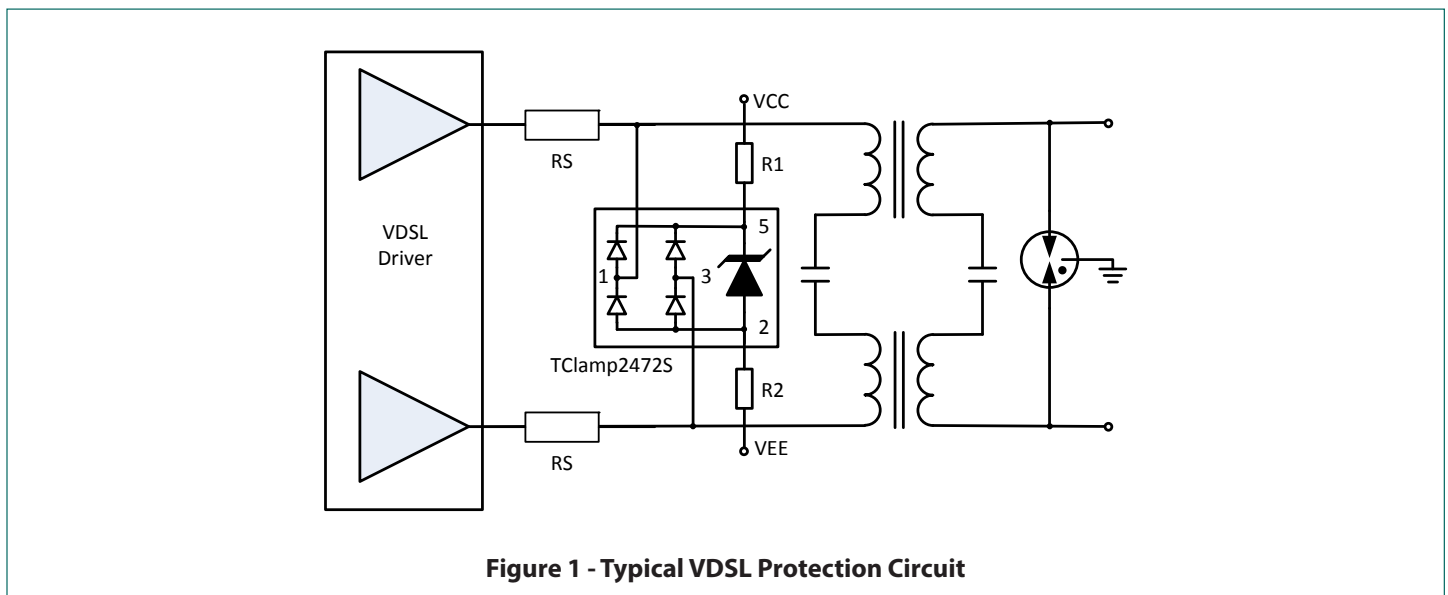 VCC
RS
R1
VDSL
Driver
5
1
3
2
TClamp2472S
R2
RS
VEE
Figure 1 - Typical VDSL Protection Circuit